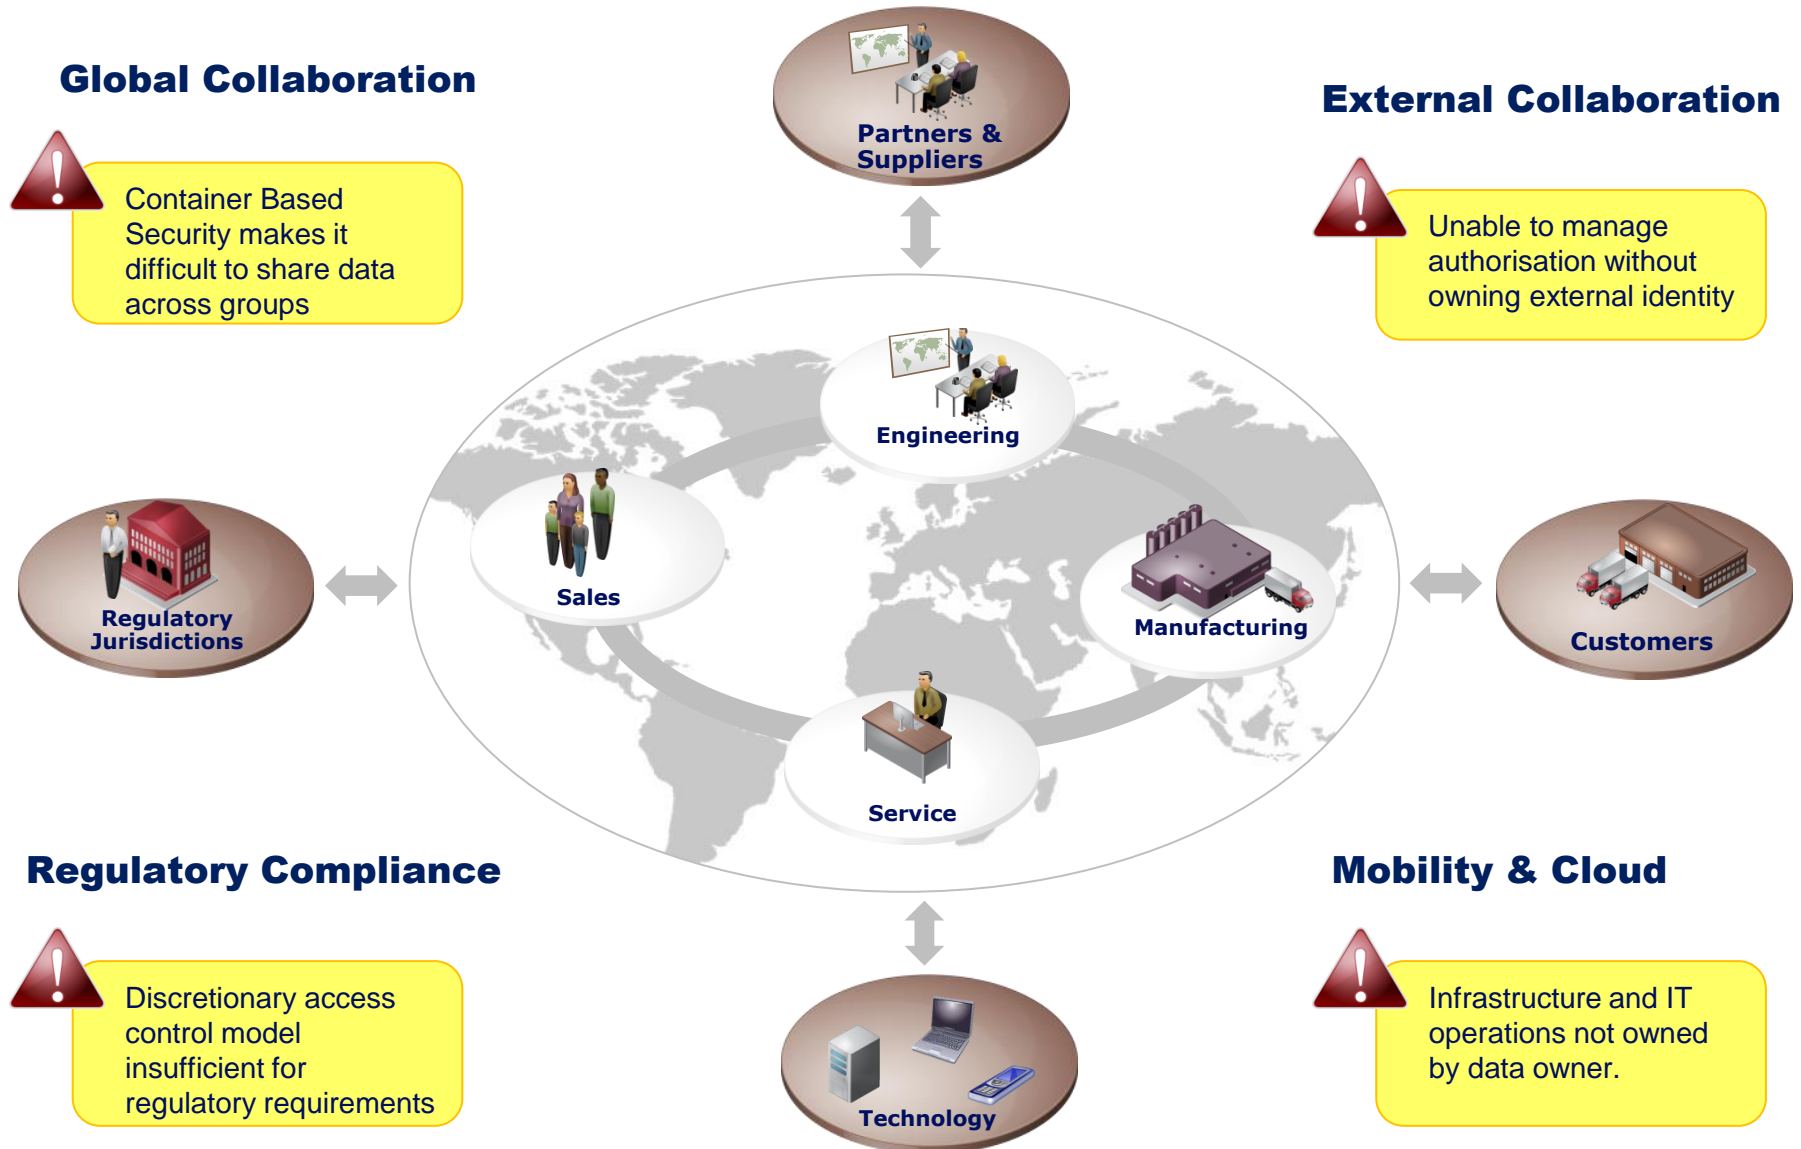 Global Collaboration
Container Based
Security makes it
difficult to share data
across groups
Partners &
Suppliers
External Collaboration
Unable to manage
authorisation without
owning external identity
Engineering
Sales
Manufacturing
Service
Regulatory
Jurisdictions
Customers
Regulatory Compliance
Discretionary access
control model
insufficient for
regulatory requirements
Technology
Mobility & Cloud
Infrastructure and IT
operations not owned
by data owner.